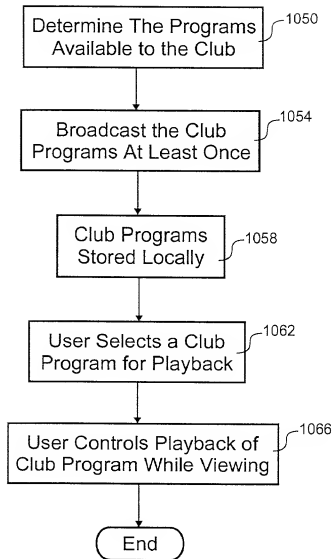 Determine The Programs
Available to the Club
1050
Broadcast the Club
Programs At Least Once
1054
Club Programs
Stored Locally
1058
User Selects a Club
Program for Playback
1062
User Controls Playback of
Club Program While Viewing
1066
End